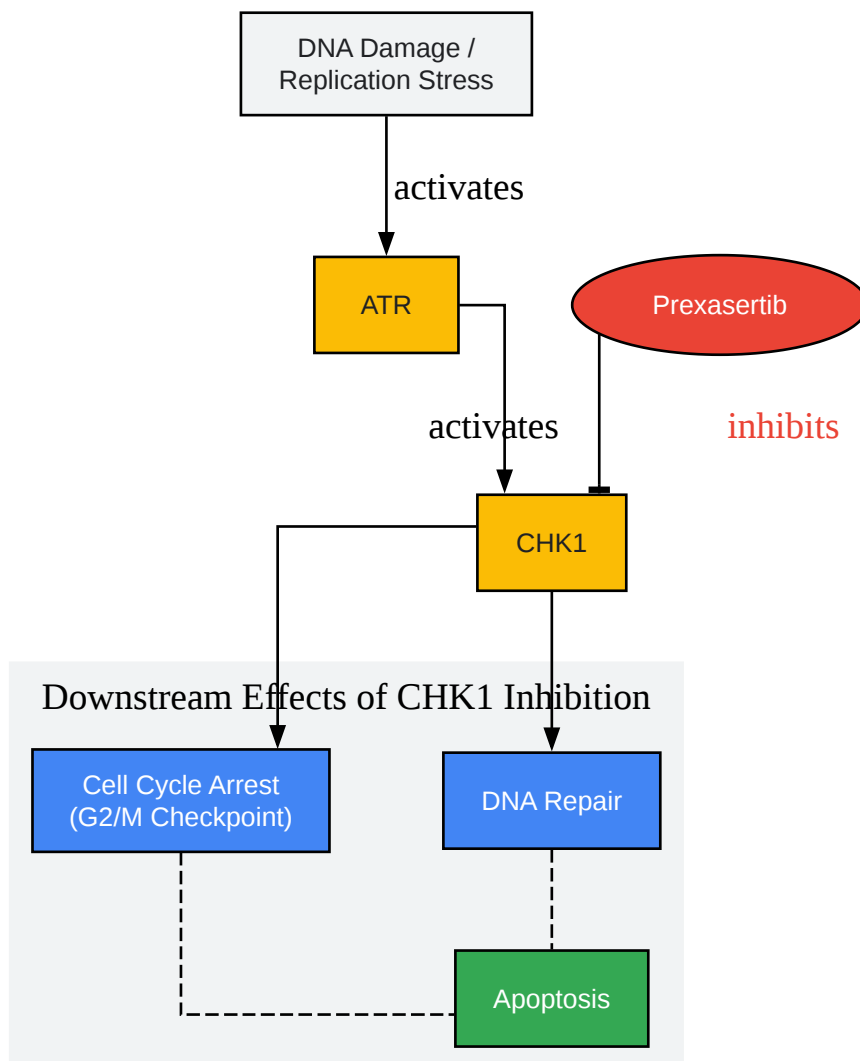 DNA Damage /
Replication Stress
activates
ATR
Prexasertib
activates
inhibits
CHK1
Downstream Effects of CHK1 Inhibition
Cell Cycle Arrest
(G2/M Checkpoint)
DNA Repair
Apoptosis